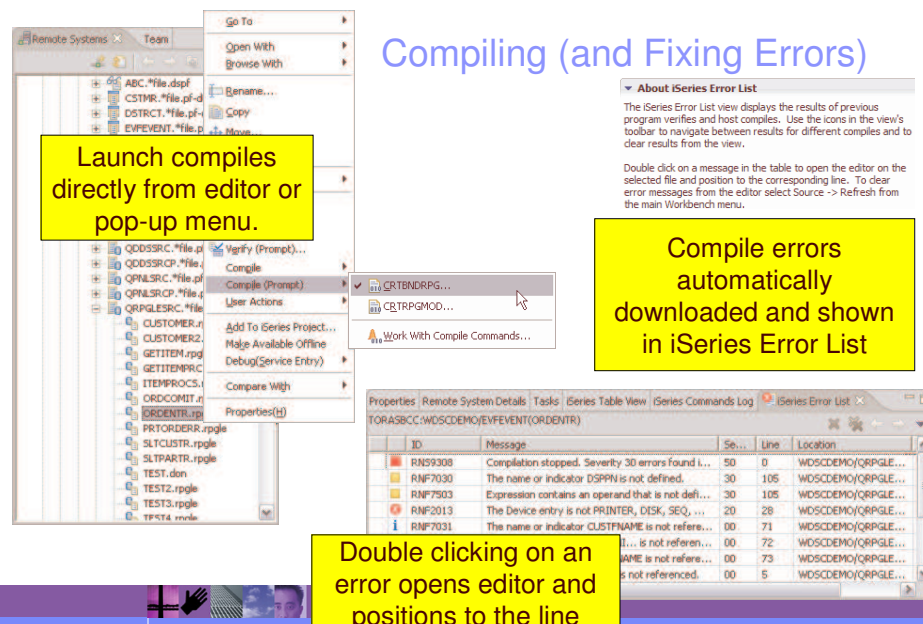 Compiling (and Fixing Errors)
Remote Systems
Team
ABC.*file.dspf
CSTMR.*file.pf-d
DSTRCT.*file.pf-
EVFEVENT.*file.p
QDDSSRC.*file.pf
QDDSSRCP.*file.p
QPNLSRC.*file.pf
QPNLSRCP.*file.p
QRPGLESRC.*file
CUSTOMER.r
CUSTOMER2.
GETITEM.rpgl
GETITEMPRC
ITEMPROCS.r
ORDCOMIT.r
ORDENTR.rp
PRTORDERR.rpgle
SLTCUSTR.rpgle
SLTPARTR.rpgle
TEST.don
TEST2.rpgle
TEST3.rpgle
TEST4.rpgle
Go To
Open With
Browse With
Rename...
Copy
Move...
Verify (Prompt)...
Compile
Compile (Prompt)
User Actions
Add To iSeries Project...
Make Available Offline
Debug(Service Entry)
Compare With
Properties(H)
CRTBNDRPG...
CRTRPGMOD...
Work With Compile Commands...
Launch compiles
directly from editor or
pop-up menu.
About iSeries Error List
The iSeries Error List view displays the results of previous
program verifies and host compiles. Use the icons in the view's
toolbar to navigate between results for different compiles and to
clear results from the view.
Double click on a message in the table to open the editor on the
selected file and position to the corresponding line. To clear
error messages from the editor select Source -> Refresh from
the main Workbench menu.
Compile errors
automatically
downloaded and shown
in iSeries Error List
Properties Remote System Details Tasks iSeries Table View iSeries Commands Log iSeries Error List
TORASBCC:WDSCDEMO/EVFEVENT(ORDENTR)
ID Message Se... Line Location
RNS9308 Compilation stopped. Severity 30 errors found i... 50 0 WDSCDEMO/QRPGLE...
RNF7030 The name or indicator DSPPN is not defined. 30 105 WDSCDEMO/QRPGLE...
RNF7503 Expression contains an operand that is not defi... 30 105 WDSCDEMO/QRPGLE...
RNF2013 The Device entry is not PRINTER, DISK, SEQ, ... 20 28 WDSCDEMO/QRPGLE...
RNF7031 The name or indicator CUSTFNAME is not refere... 00 71 WDSCDEMO/QRPGLE...
I... is not referen... 00 72 WDSCDEMO/QRPGLE...
AME is not refere... 00 73 WDSCDEMO/QRPGLE...
s not referenced. 00 5 WDSCDEMO/QRPGLE...
Double clicking on an
error opens editor and
positions to the line